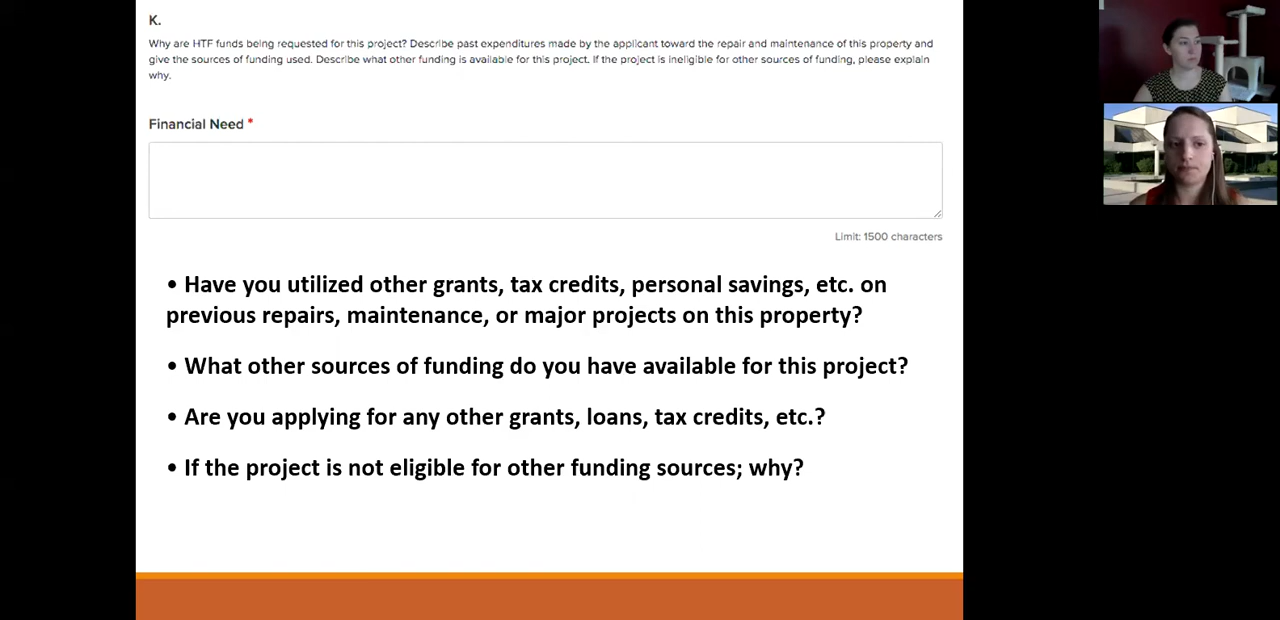 K.
Why are HTF funds being requested for this project? Describe past expenditures made by the applicant toward the repair and maintenance of this property and
give the sources of funding used. Describe what other funding is available for this project. If the project is ineligible for other sources of funding, please explain
why.
Financial Need *
Limit: 1500 characters
• Have you utilized other grants, tax credits, personal savings, etc. on
previous repairs, maintenance, or major projects on this property?
• What other sources of funding do you have available for this project?
• Are you applying for any other grants, loans, tax credits, etc.?
• If the project is not eligible for other funding sources; why?